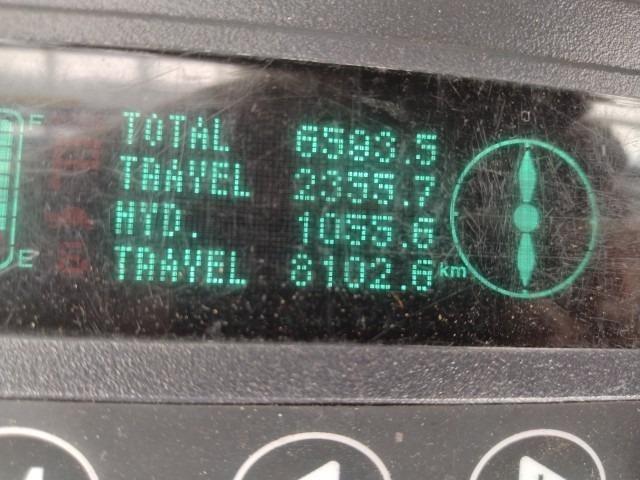 F
TOTAL 6593.5
TRAVEL 2355.7
HYD. 1055.6
TRAVEL 8102.6 km
E